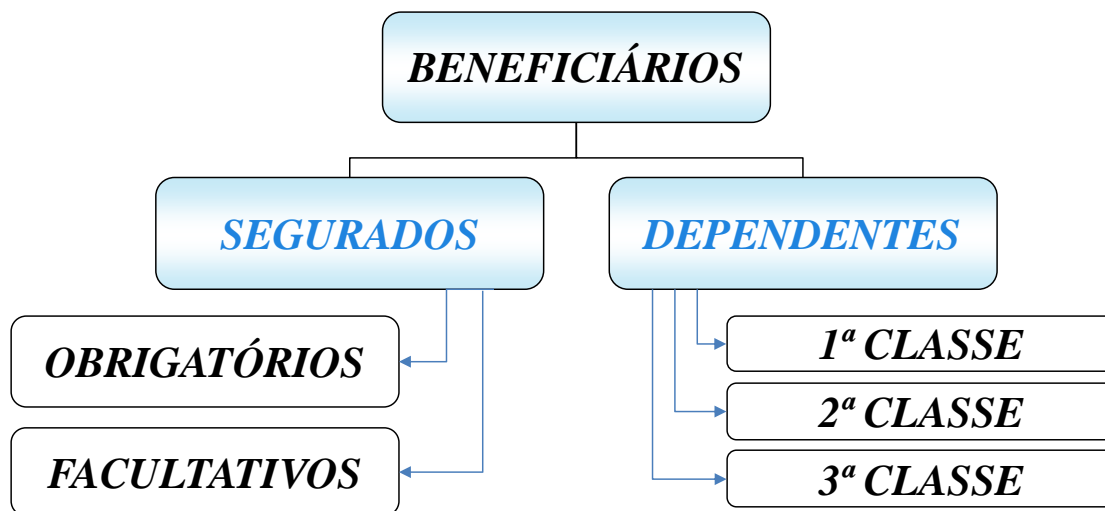 BENEFICIÁRIOS
SEGURADOS
DEPENDENTES
OBRIGATÓRIOS
FACULTATIVOS
1ª CLASSE
2ª CLASSE
3ª CLASSE